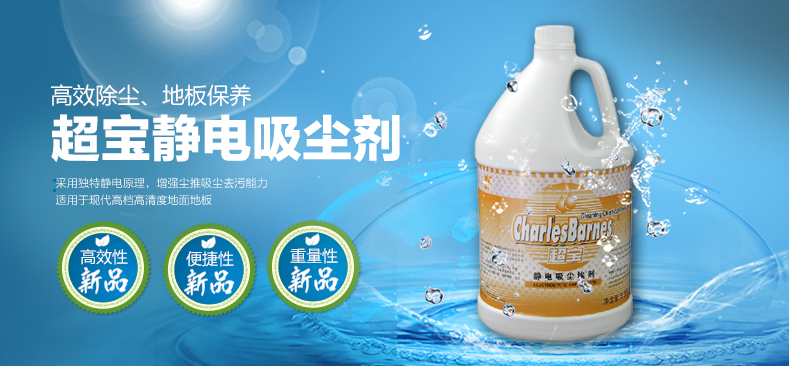 高效除尘、地板保养
超宝静电吸尘剂
采用独特静电原理，增强尘推吸尘去污能力
适用于现代高档高清度地面地板
高效性
新品
便捷性
新品
重量性
新品
Cleaning Chemical
CharlesBarnes
超宝
静电吸尘剂